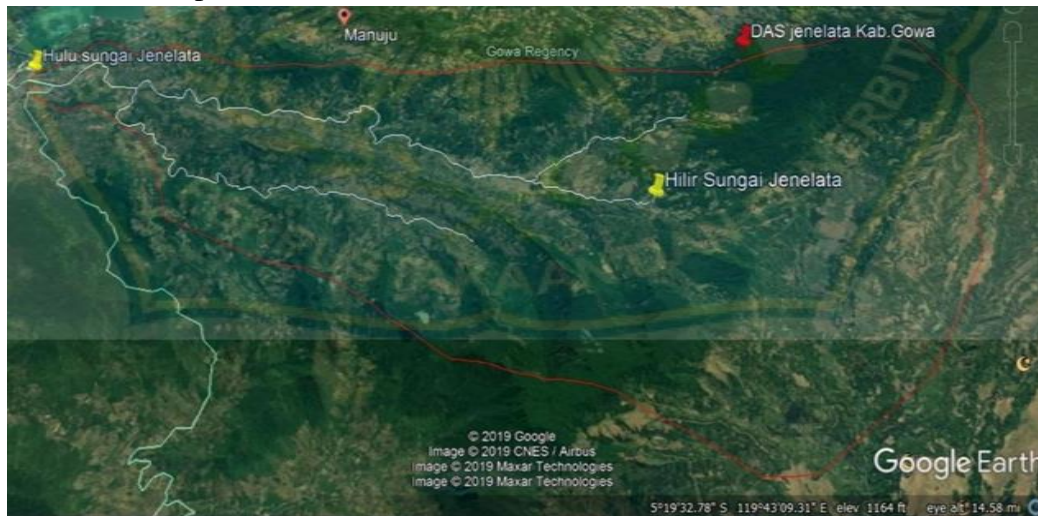 Manuju
DAS jenelata Kab.Gowa
Hulu sungai Jenelata
Gowa Regency
Hilir Sungai Jenelata
© 2019 Google
Image © 2019 CNES / Airbus
Image © 2019 Maxar Technologies
Image © 2019 Maxar Technologies
Google Earth
5°19'32.78" S 119°43'09.31" E elev 1164 ft eye alt 14.58 mi